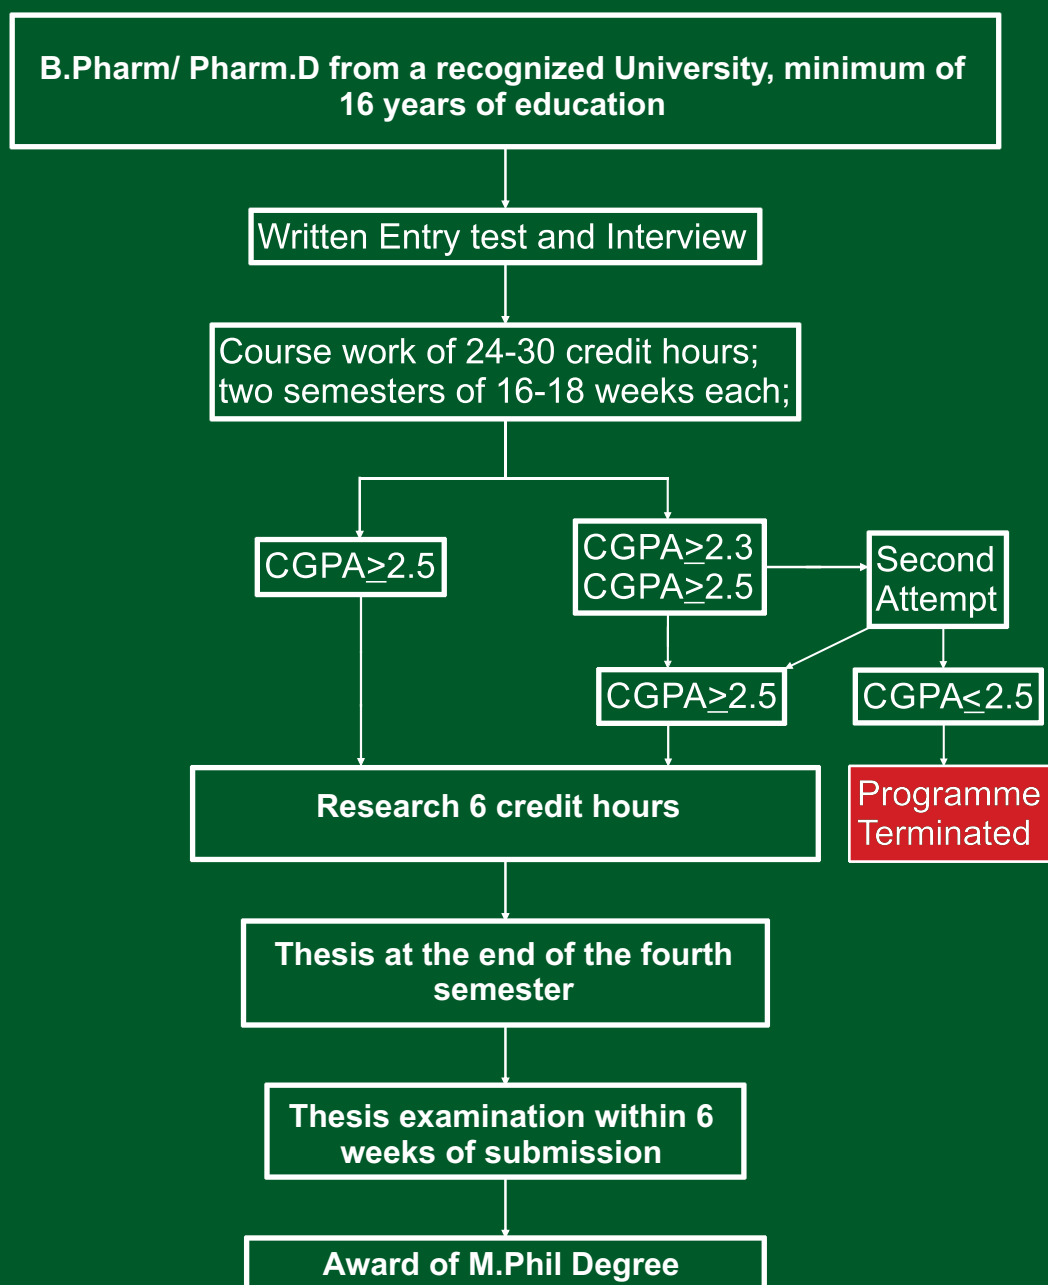 B.Pharm/ Pharm.D from a recognized University, minimum of
16 years of education
Written Entry test and Interview
Course work of 24-30 credit hours;
two semesters of 16-18 weeks each;
CGPA≥2.5
CGPA≥2.3
CGPA≥2.5
Second
Attempt
CGPA≥2.5
CGPA≤2.5
Research 6 credit hours
Programme
Terminated
Thesis at the end of the fourth
semester
Thesis examination within 6
weeks of submission
Award of M.Phil Degree